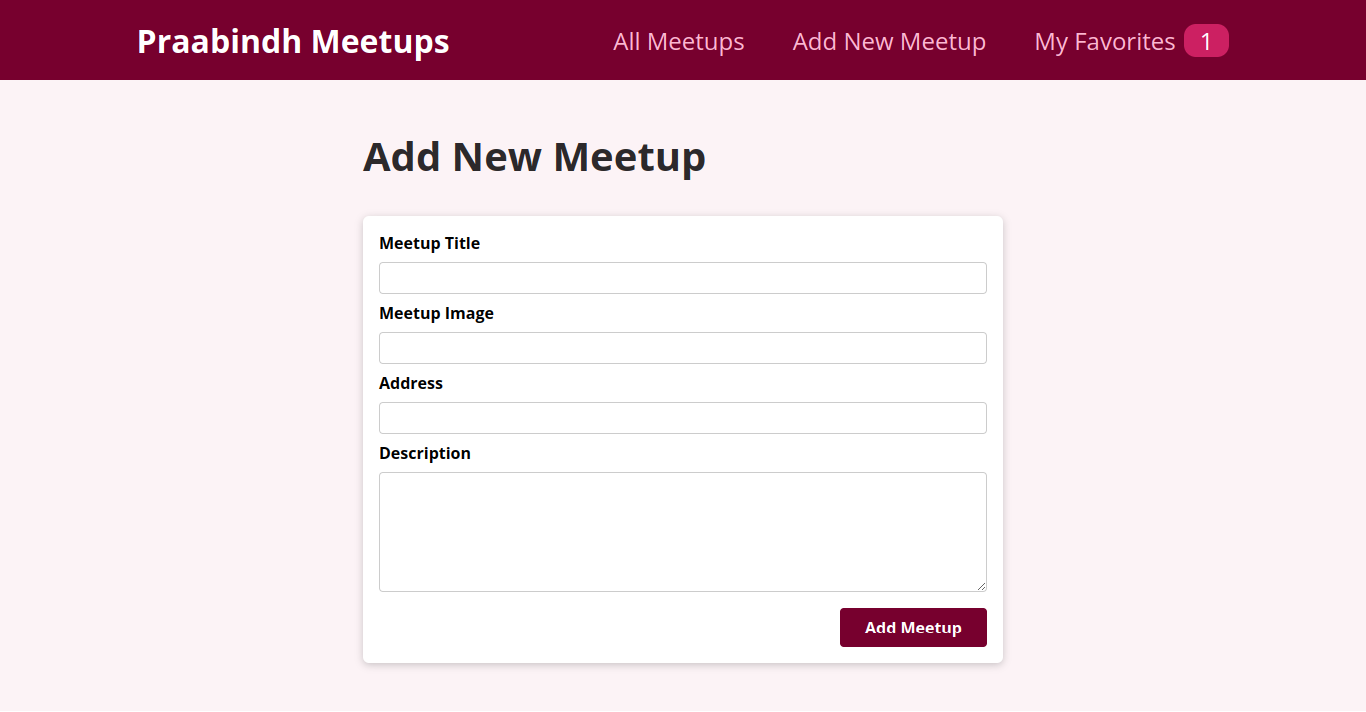 Praabindh Meetups All Meetups Add New Meetup My Favorites 1
Add New Meetup
Meetup Title
Meetup Image
Address
Description
Add Meetup